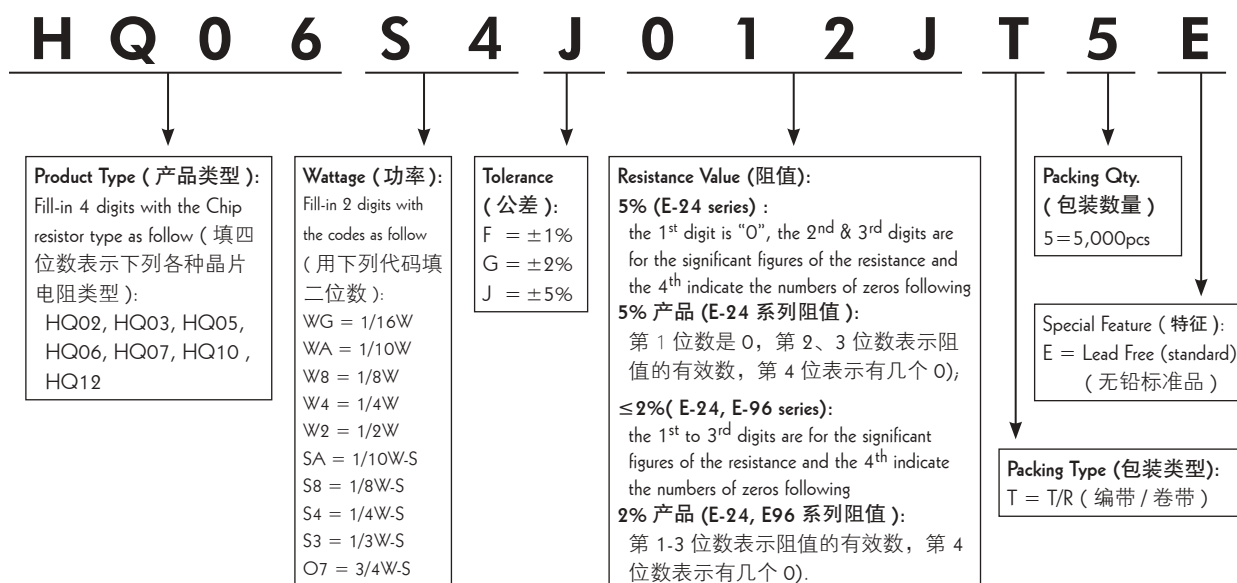 HQ06S4J012JT5E
Product Type ( 产品类型 ):
Fill-in 4 digits with the Chip
resistor type as follow ( 填四
位数表示下列各种晶片
电阻类型 ):
HQ02, HQ03, HQ05,
HQ06, HQ07, HQ10 ,
HQ12
Wattage ( 功率 ):
Fill-in 2 digits with
the codes as follow
( 用下列代码填
二位数 ):
WG = 1/16W
WA = 1/10W
W8 = 1/8W
W4 = 1/4W
W2 = 1/2W
SA = 1/10W-S
S8 = 1/8W-S
S4 = 1/4W-S
S3 = 1/3W-S
O7 = 3/4W-S
Tolerance
( 公差 ):
F = ±1%
G = ±2%
J = ±5%
Resistance Value (阻值):
5% (E-24 series) :
the 1st digit is “0”, the 2nd & 3rd digits are
for the significant figures of the resistance and
the 4th indicate the numbers of zeros following
5% 产品 (E-24 系列阻值 ):
第 1 位数是 0，第 2、3 位数表示阻
值的有效数，第 4 位表示有几个 0);
≤2%( E-24, E-96 series):
the 1st to 3rd digits are for the significant
figures of the resistance and the 4th indicate
the numbers of zeros following
2% 产品 (E-24, E96 系列阻值 ):
第 1-3 位数表示阻值的有效数，第 4
位数表示有几个 0).
Packing Qty.
( 包装数量 )
5=5,000pcs
Special Feature ( 特征 ):
E = Lead Free (standard)
( 无铅标准品 )
Packing Type (包装类型):
T = T/R ( 编带 / 卷带 )